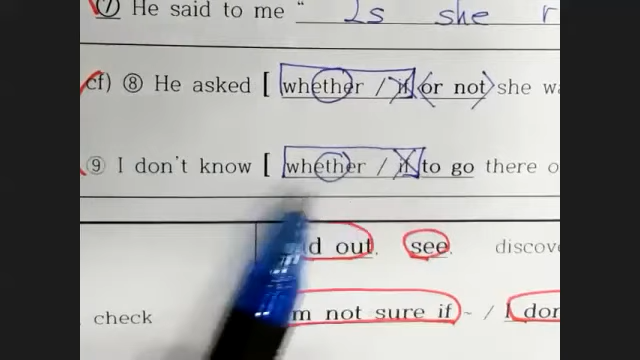 ⑦ He said to me “ Is she r
cf) ⑧ He asked [ whether / if or not she wa
⑨ I don't know [ whether / if to go there o
d out, see, discove
check m not sure if ~ / I don